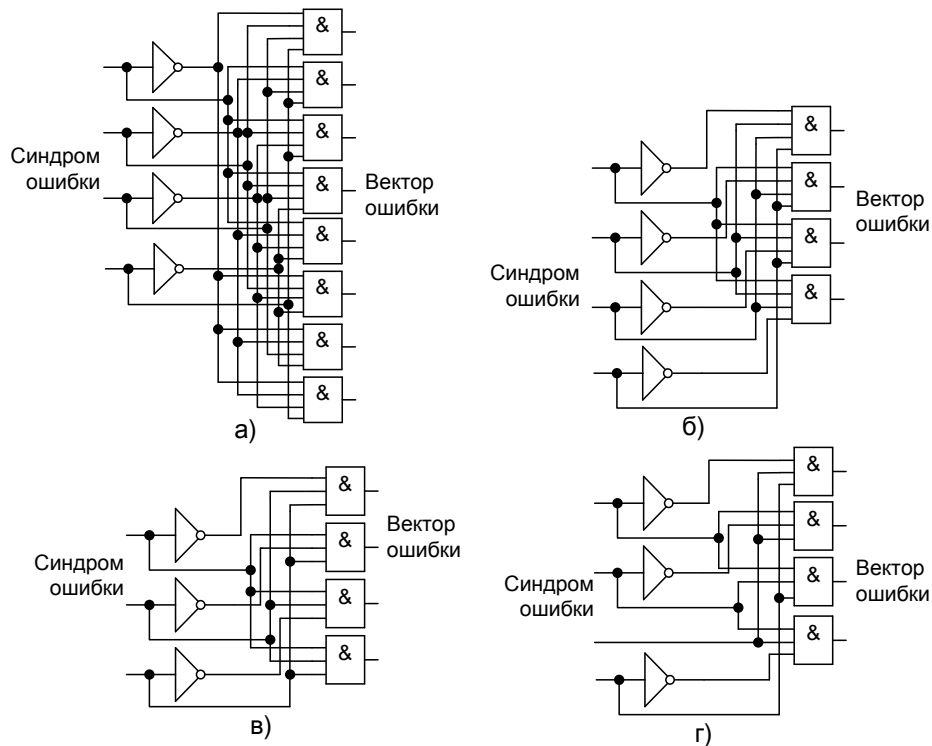 &
&
&
&
&
&
&
&
Синдром
ошибки
Вектор
ошибки
а)
&
&
&
&
Синдром
ошибки
Вектор
ошибки
б)
&
&
&
&
Синдром
ошибки
Вектор
ошибки
в)
&
&
&
&
Синдром
ошибки
Вектор
ошибки
г)